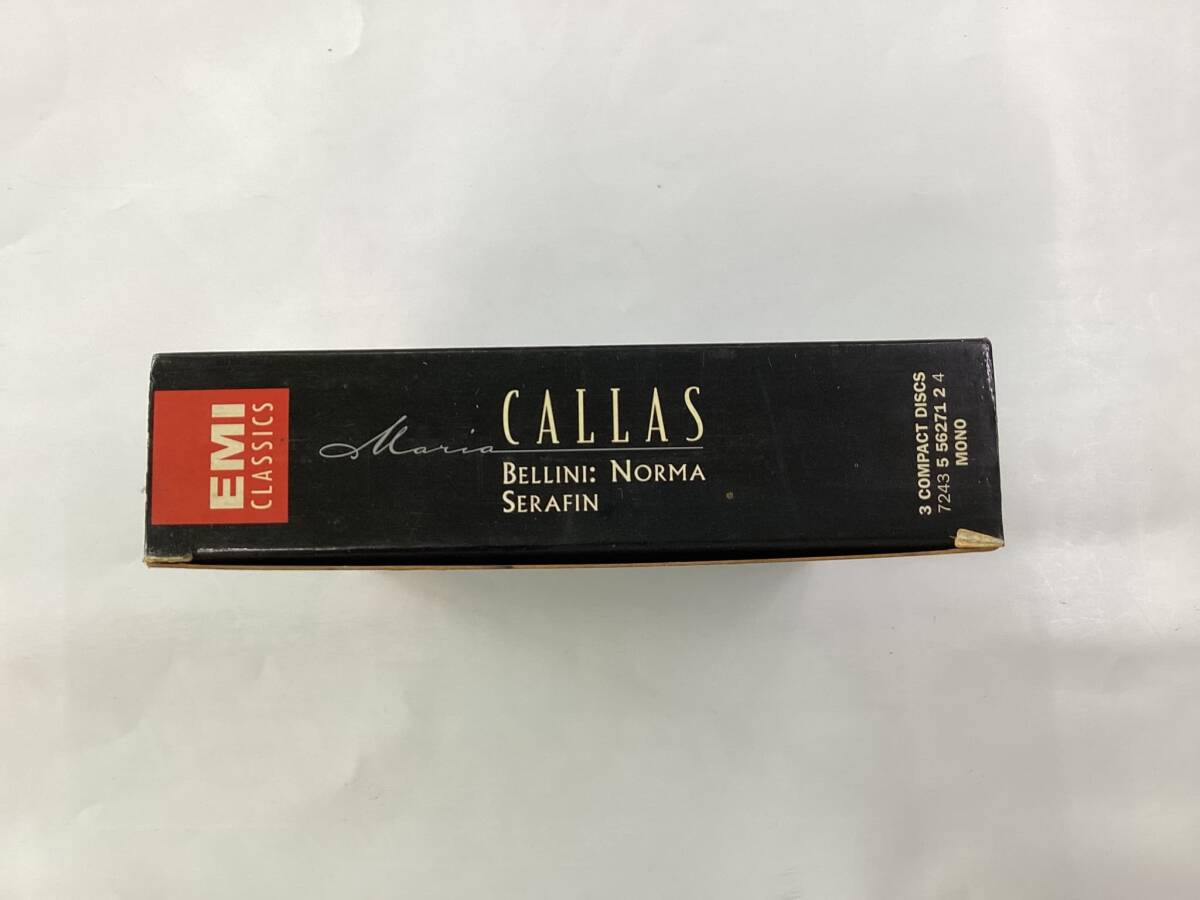 EMI
CLASSICS
Maria CALLAS
BELLINI: NORMA
SERAFIN
3 COMPACT DISCS
7243 5 56271 2 4
MONO